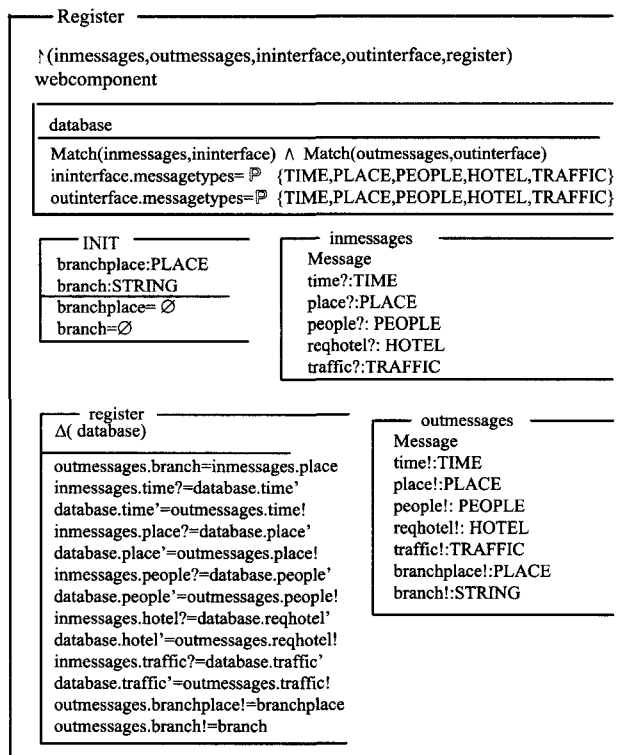 Register
↾(inmessages,outmessages,ininterface,outinterface,register)
webcomponent
database
Match(inmessages,ininterface) ∧ Match(outmessages,outinterface)
ininterface.messagetypes= ℙ {TIME,PLACE,PEOPLE,HOTEL,TRAFFIC}
outinterface.messagetypes=ℙ {TIME,PLACE,PEOPLE,HOTEL,TRAFFIC}
INIT
branchplace:PLACE
branch:STRING
branchplace= ∅
branch=∅
inmessages
Message
time?:TIME
place?:PLACE
people?: PEOPLE
reqhotel?: HOTEL
traffic?:TRAFFIC
register
Δ( database)
outmessages.branch=inmessages.place
inmessages.time?=database.time’
database.time’=outmessages.time!
inmessages.place?=database.place’
database.place’=outmessages.place!
inmessages.people?=database.people’
database.people’=outmessages.people!
inmessages.hotel?=database.reqhotel’
database.hotel’=outmessages.reqhotel!
inmessages.traffic?=database.traffic’
database.traffic’=outmessages.traffic!
outmessages.branchplace!=branchplace
outmessages.branch!=branch
outmessages
Message
time!:TIME
place!:PLACE
people!: PEOPLE
reqhotel!: HOTEL
traffic!:TRAFFIC
branchplace!:PLACE
branch!:STRING